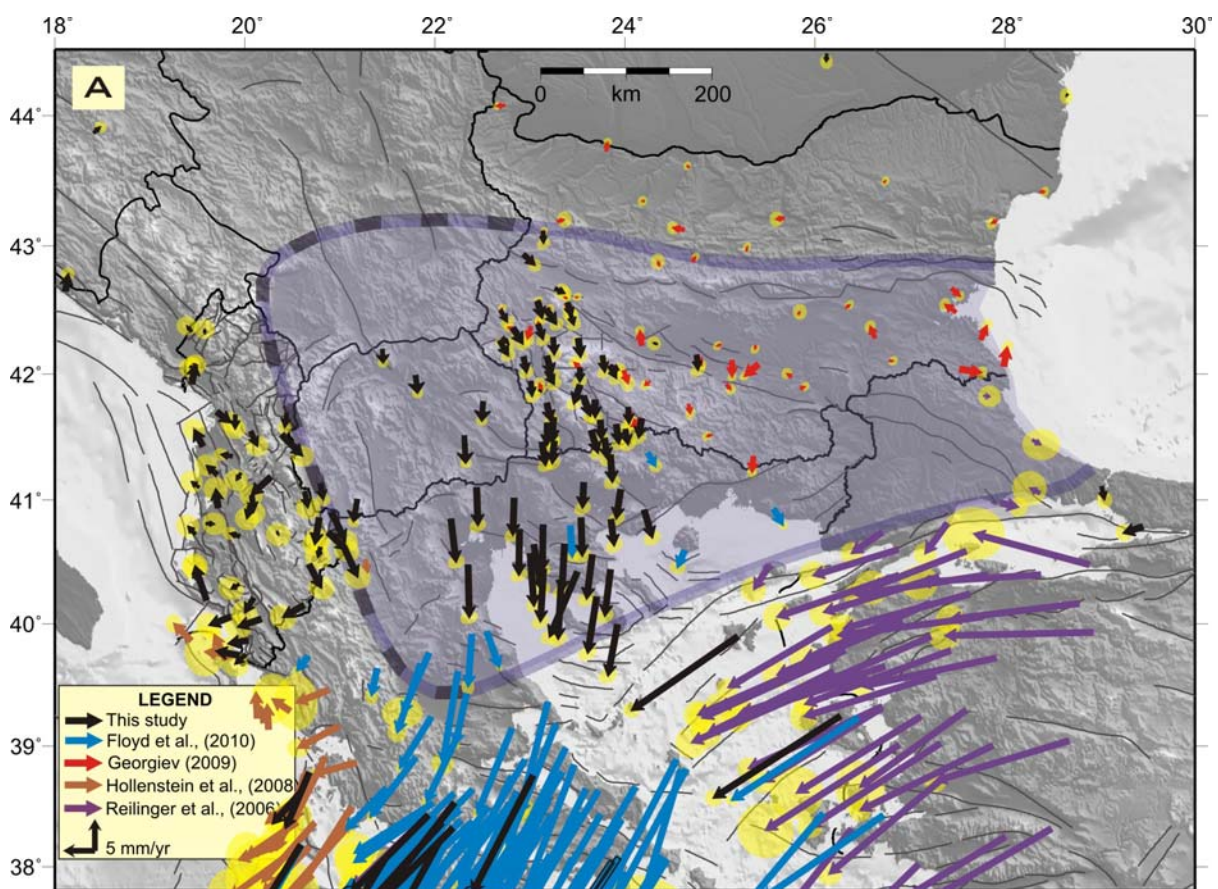 18° 20° 22° 24° 26° 28° 30°
A
0 km 200
44°
43°
42°
41°
40°
39°
38°
LEGEND
This study
Floyd et al., (2010)
Georgiev (2009)
Hollenstein et al., (2008)
Reilinger et al., (2006)
5 mm/yr